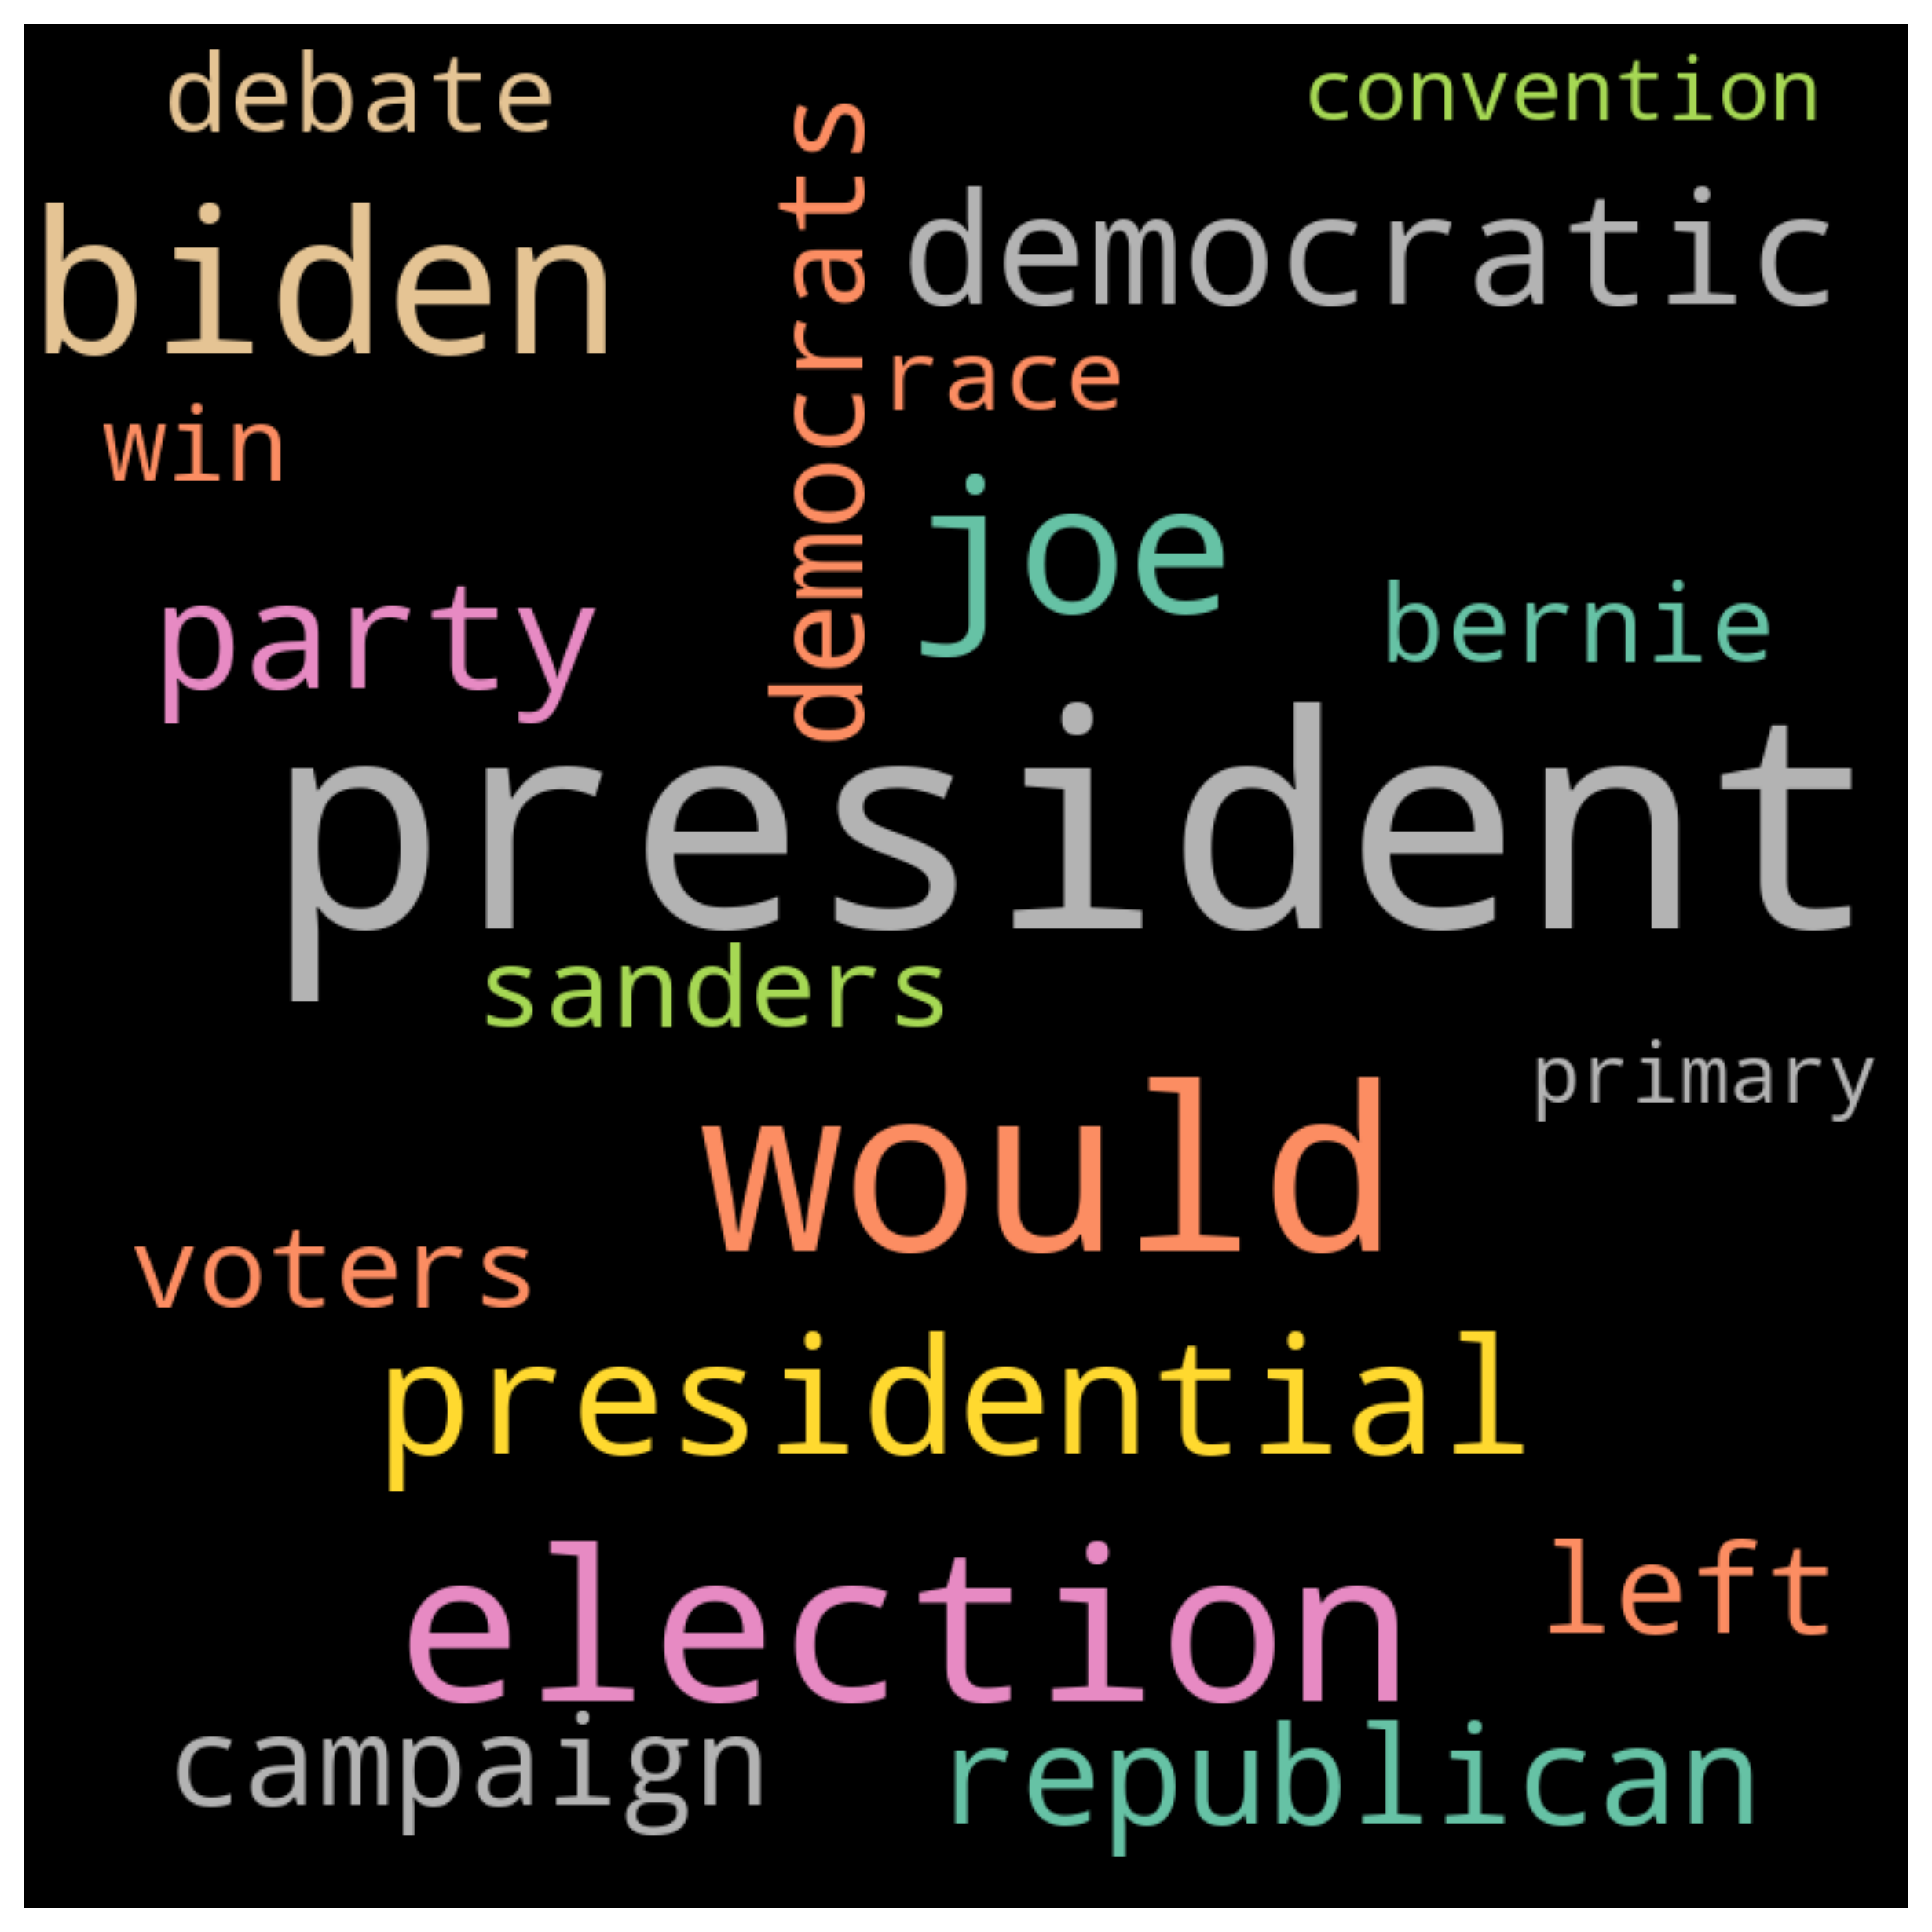 debate
convention
biden
democrats
democratic
race
win
joe
party
bernie
president
sanders
primary
would
voters
presidential
election
left
campaign
republican